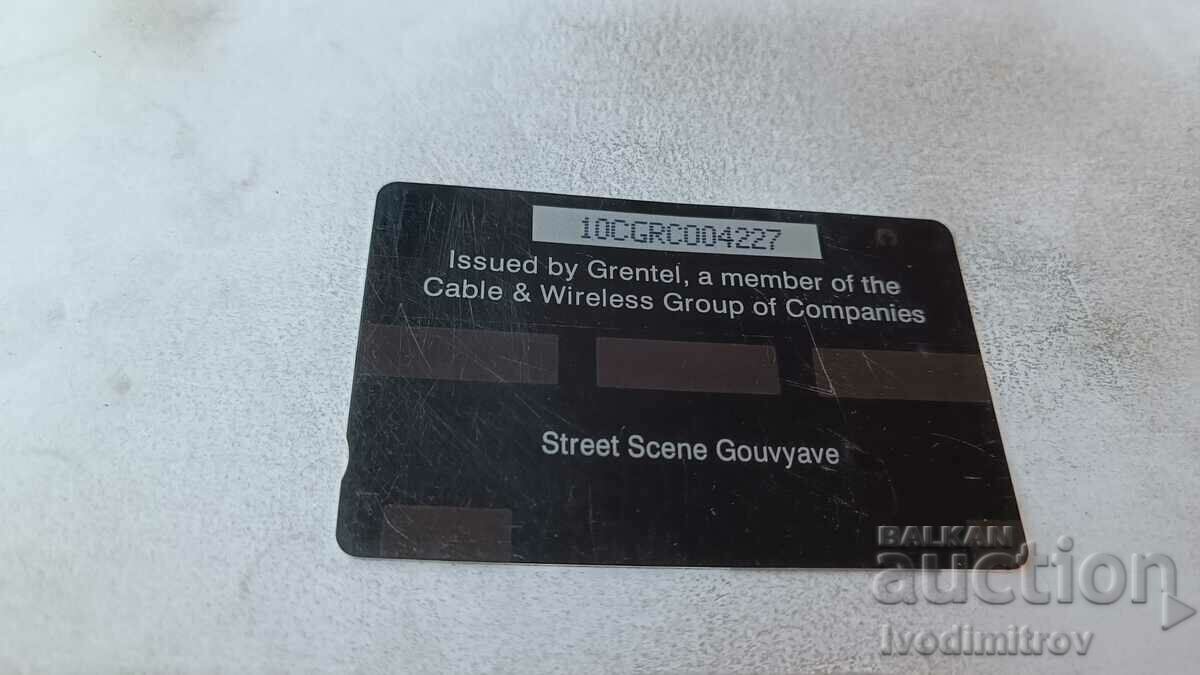 10CGRC004227
Issued by Grentel, a member of the
Cable & Wireless Group of Companies
Street Scene Gouvyave
BALKAN
auction
Ivodimitrov